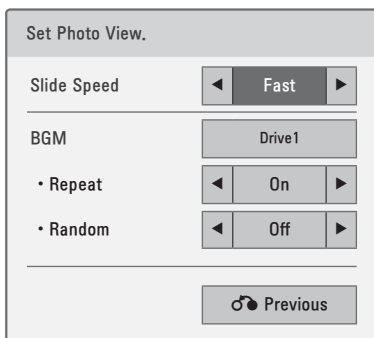 Set Photo View.
Slide Speed ◀ Fast ▶
BGM Drive1
• Repeat ◀ On ▶
• Random ◀ Off ▶
Previous